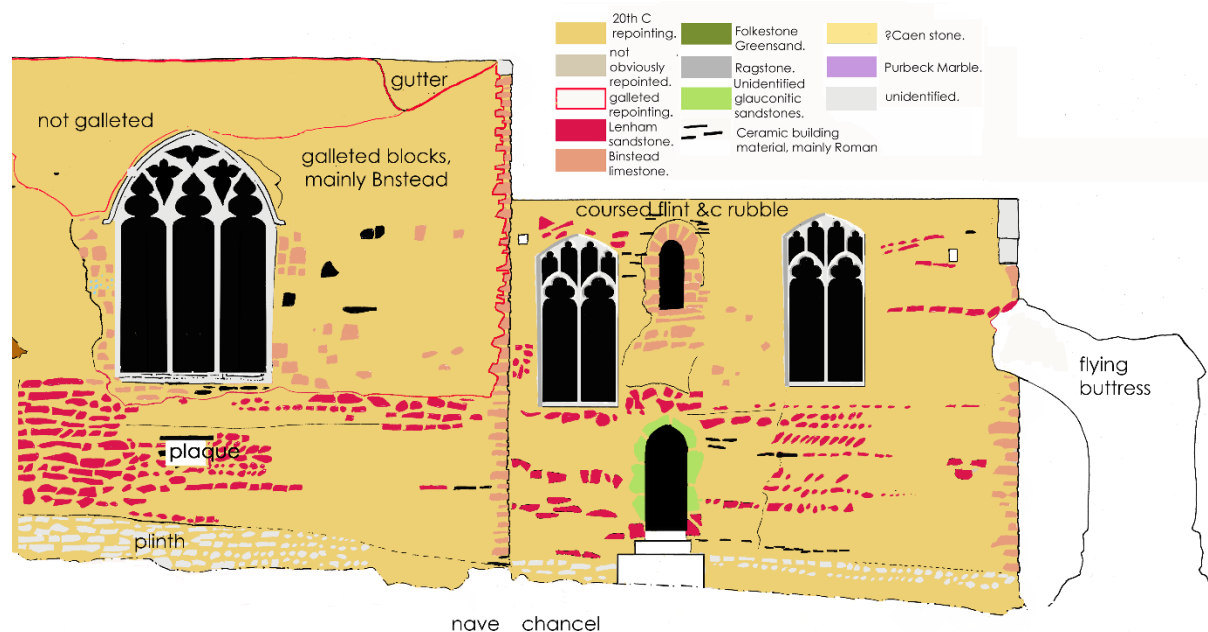 20th C
repointing.
not
obviously
repointed.
galleted
repointing.
Lenham
sandstone.
Binstead
limestone.
Folkestone
Greensand.
Ragstone.
Unidentified
glauconitic
sandstones.
Ceramic building
material, mainly Roman
?Caen stone.
Purbeck Marble.
unidentified.
gutter
not galleted
galleted blocks,
mainly Bnstead
coursed flint &c rubble
flying
buttress
plaque
plinth
nave chancel